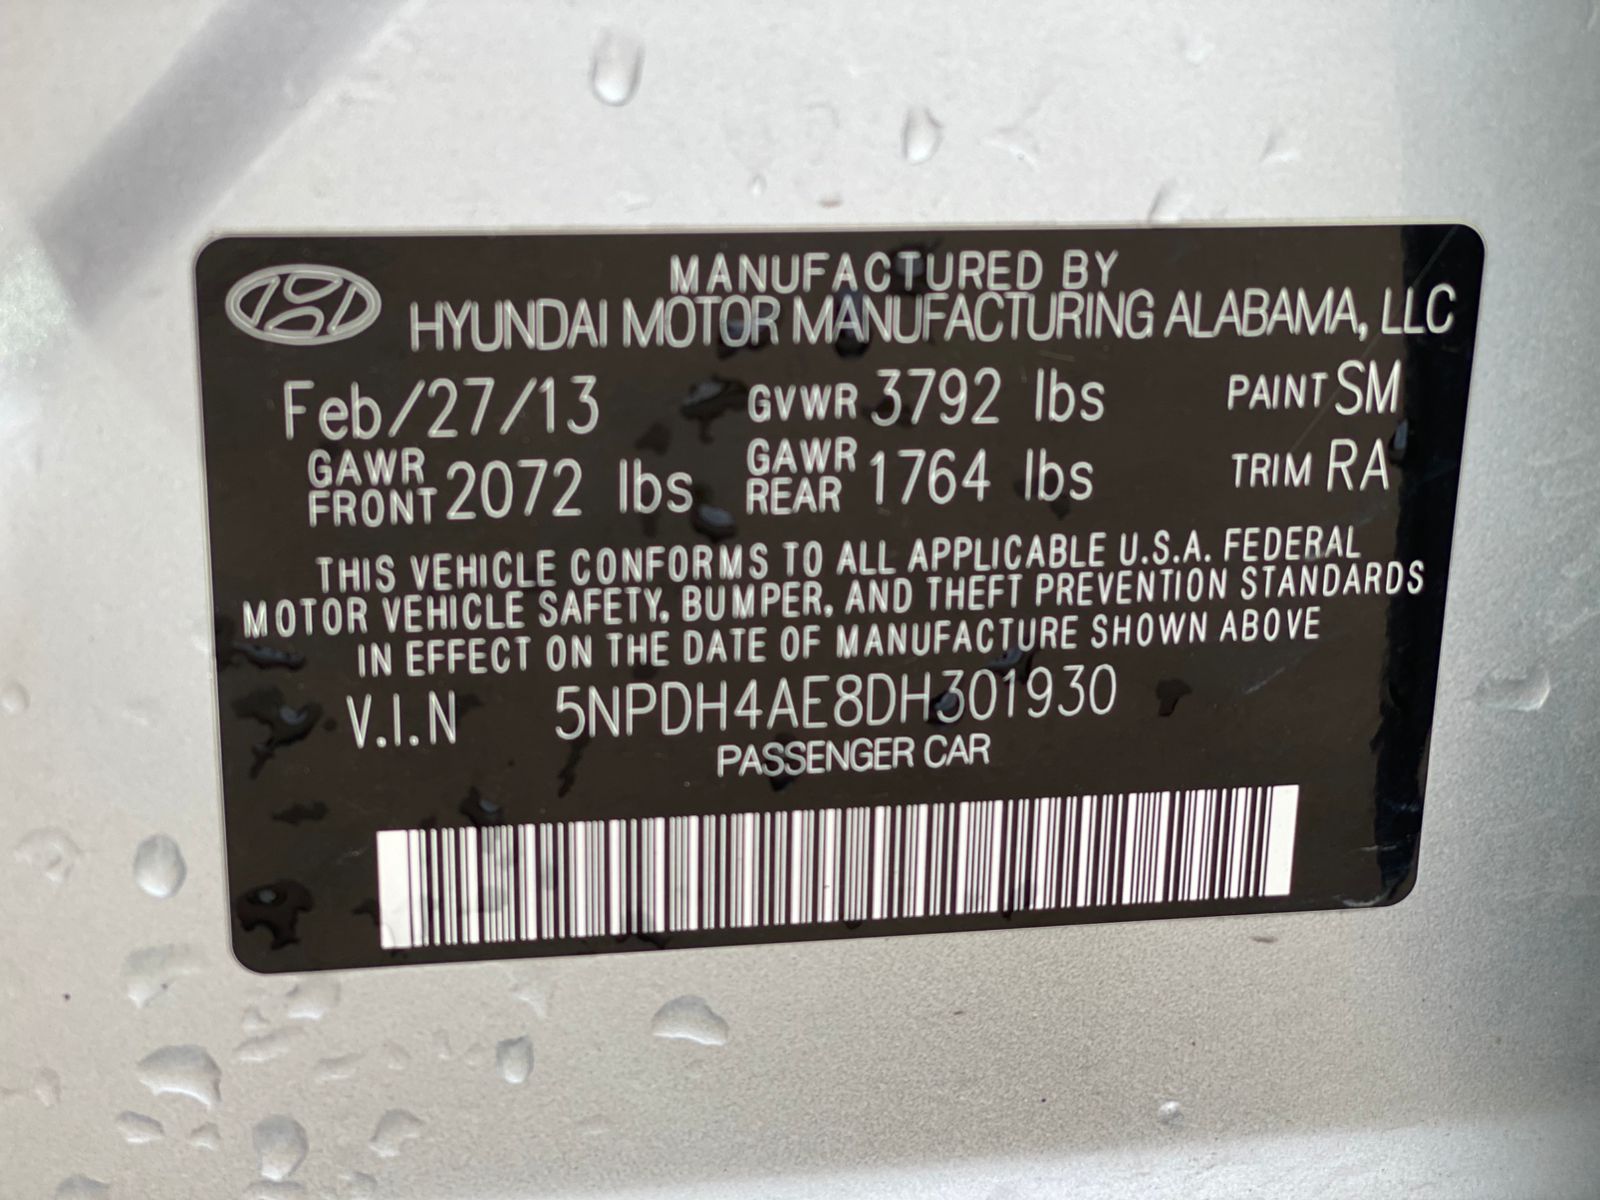 MANUFACTURED BY
HYUNDAI MOTOR MANUFACTURING ALABAMA, LLC
Feb/27/13 GVWR 3792 lbs PAINT SM
GAWR FRONT 2072 lbs GAWR REAR 1764 lbs TRIM RA
THIS VEHICLE CONFORMS TO ALL APPLICABLE U.S.A. FEDERAL
MOTOR VEHICLE SAFETY, BUMPER, AND THEFT PREVENTION STANDARDS
IN EFFECT ON THE DATE OF MANUFACTURE SHOWN ABOVE
V.I.N 5NPDH4AE8DH301930
PASSENGER CAR